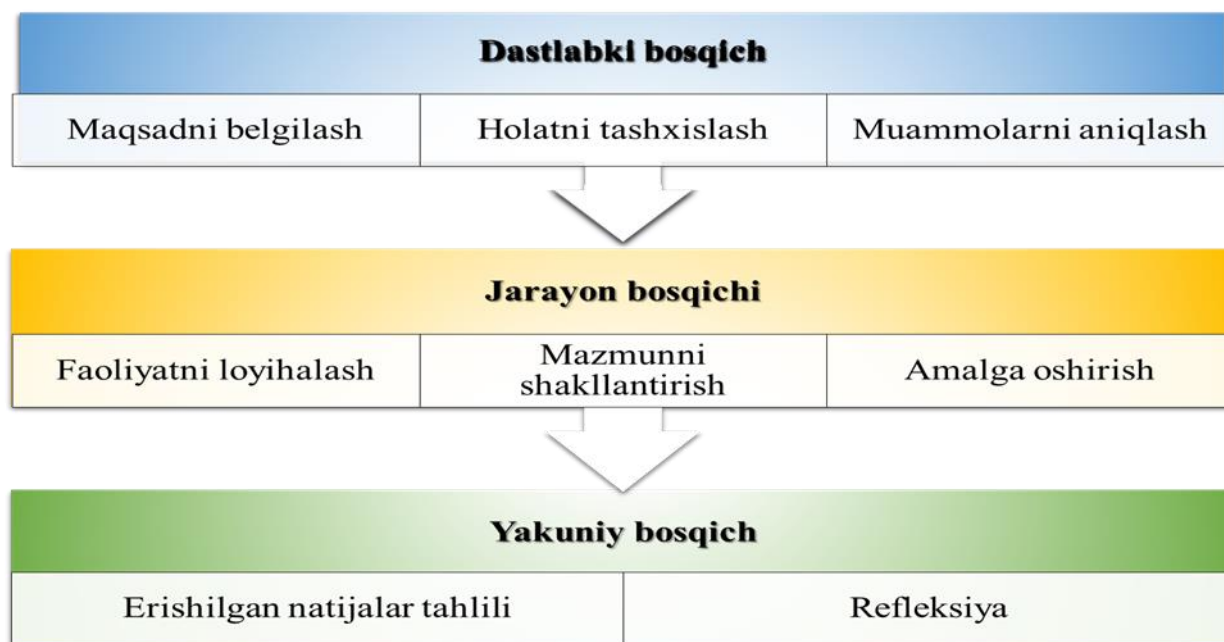 Dastlabki bosqich
Maqsadni belgilash
Holatni tashxislash
Muammolarni aniqlash
Jarayon bosqichi
Faoliyatni loyihalash
Mazmunni
shakllantirish
Amalga oshirish
Yakuniy bosqich
Erishilgan natijalar tahlili
Refleksiya